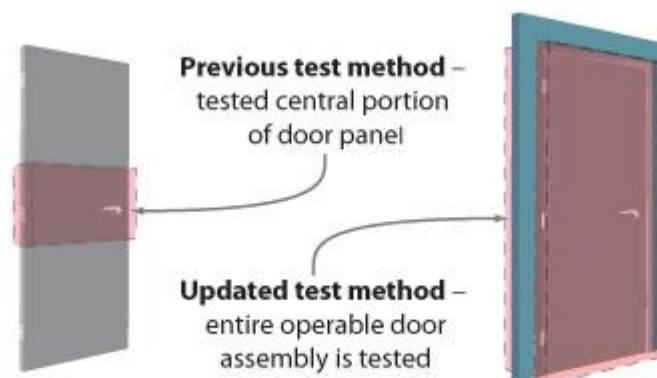 Previous test method –
tested central portion
of door panel
Updated test method –
entire operable door
assembly is tested